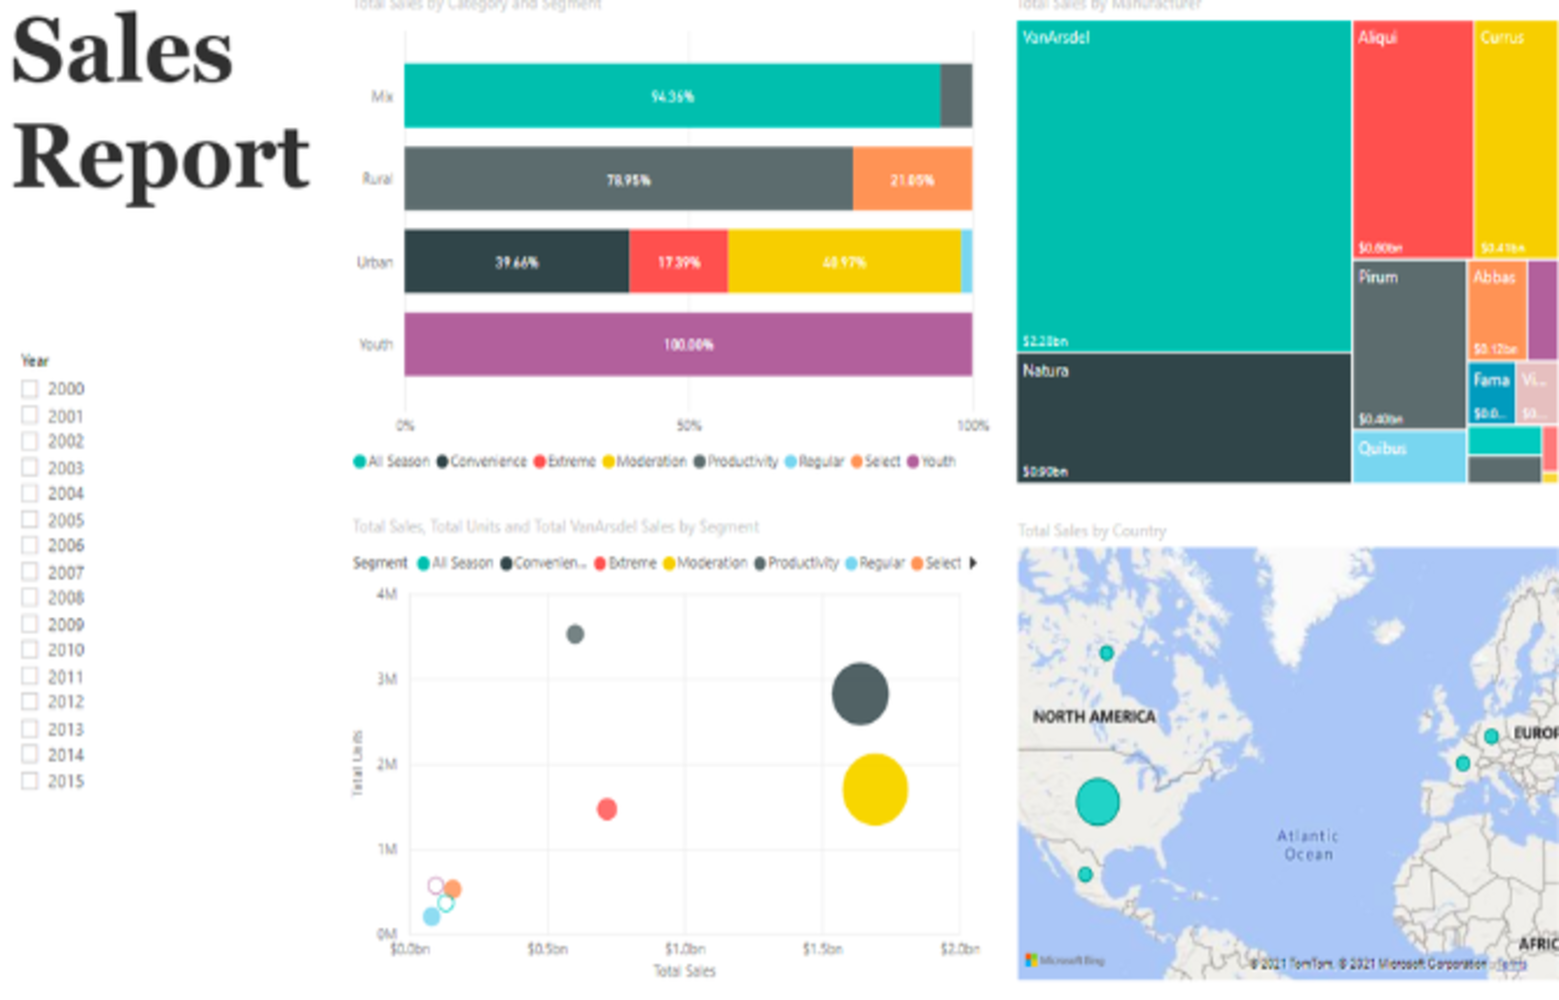 Sales
Report
Year
2000
2001
2002
2003
2004
2005
2006
2007
2008
2009
2010
2011
2012
2013
2014
2015
Total Sales by Category and Segment
Mix
94.36%
Rural
78.95%
21.05%
Urban
39.66%
17.39%
40.97%
Youth
100.00%
0%
50%
100%
All Season Convenience Extreme Moderation Productivity Regular Select Youth
Total Sales by Manufacturer
VanArsdel
$2.28bn
Natura
$0.90bn
Aliqui
$0.60bn
Currus
$0.41bn
Pirum
$0.40bn
Quibus
Abbas
$0.12bn
Fama
$0.0...
Vi...
$0...
Total Sales, Total Units and Total VanArsdel Sales by Segment
Segment All Season Convenien... Extreme Moderation Productivity Regular Select
4M
3M
2M
1M
0M
Total Units
$0.0bn
$0.5bn
$1.0bn
$1.5bn
$2.0bn
Total Sales
Total Sales by Country
NORTH AMERICA
EUROP
Atlantic
Ocean
AFRIC
Microsoft Bing
© 2021 TomTom, © 2021 Microsoft Corporation Terms